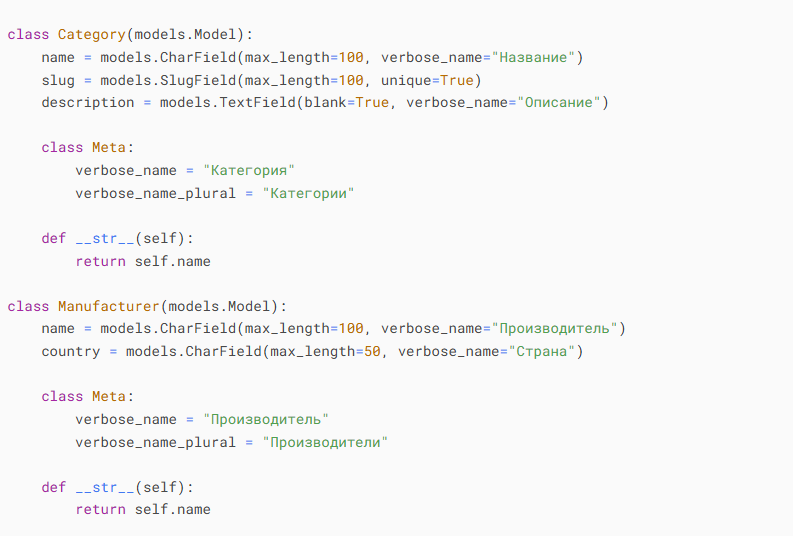 class Category(models.Model):
    name = models.CharField(max_length=100, verbose_name="Название")
    slug = models.SlugField(max_length=100, unique=True)
    description = models.TextField(blank=True, verbose_name="Описание")
    class Meta:
        verbose_name = "Категория"
        verbose_name_plural = "Категории"
    def __str__(self):
        return self.name
class Manufacturer(models.Model):
    name = models.CharField(max_length=100, verbose_name="Производитель")
    country = models.CharField(max_length=50, verbose_name="Страна")
    class Meta:
        verbose_name = "Производитель"
        verbose_name_plural = "Производители"
    def __str__(self):
        return self.name